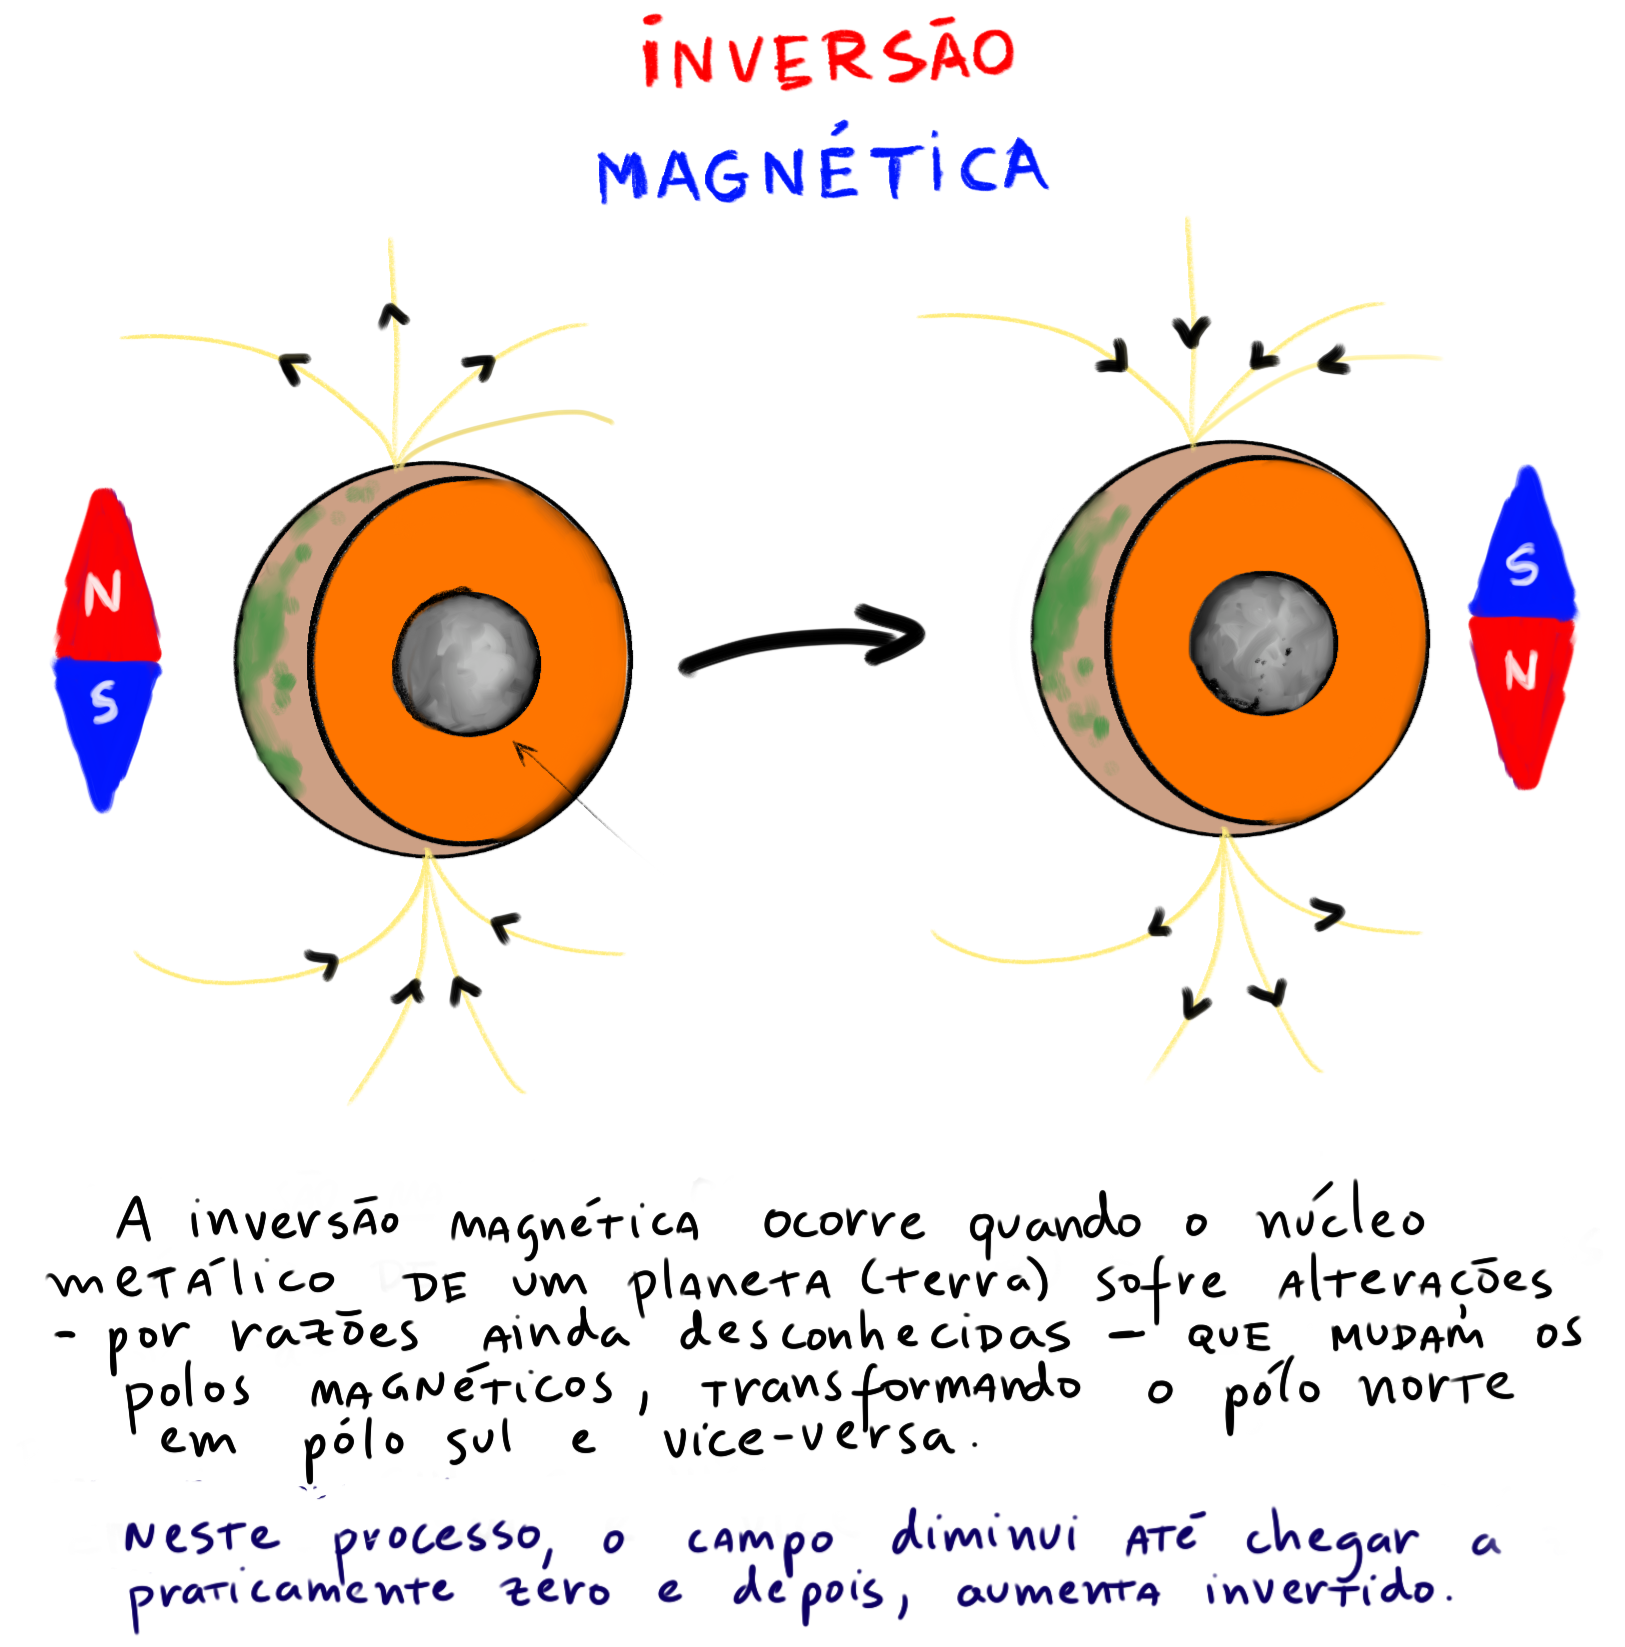 INVERSÃO
MAGNÉTICA
N
S
S
N
A inversão magnética ocorre quando o núcleo
metálico DE um planeta (terra) sofre alterações
- por razões ainda desconhecidas - QUE MUDAM OS
polos MAGNÉTICOS, transformando o pólo norte
em pólo sul e vice-versa.
Neste processo, o campo diminui ATÉ chegar a
praticamente zéro e depois, aumenta invertido.